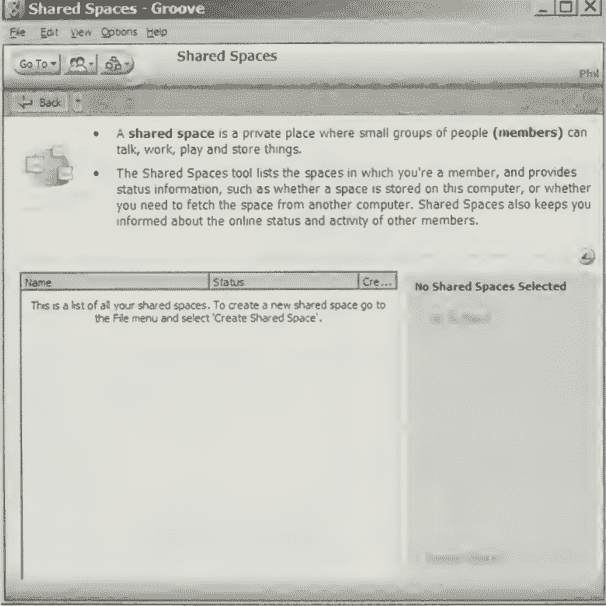 Shared Spaces - Groove
File Edit View Options Help
Go To
Shared Spaces
Phil
Back
• A shared space is a private place where small groups of people (members) can
talk, work, play and store things.
• The Shared Spaces tool lists the spaces in which you're a member, and provides
status information, such as whether a space is stored on this computer, or whether
you need to fetch the space from another computer. Shared Spaces also keeps you
informed about the online status and activity of other members.
Name Status Cre...
No Shared Spaces Selected
This is a list of all your shared spaces. To create a new shared space go to
the File menu and select 'Create Shared Space'.